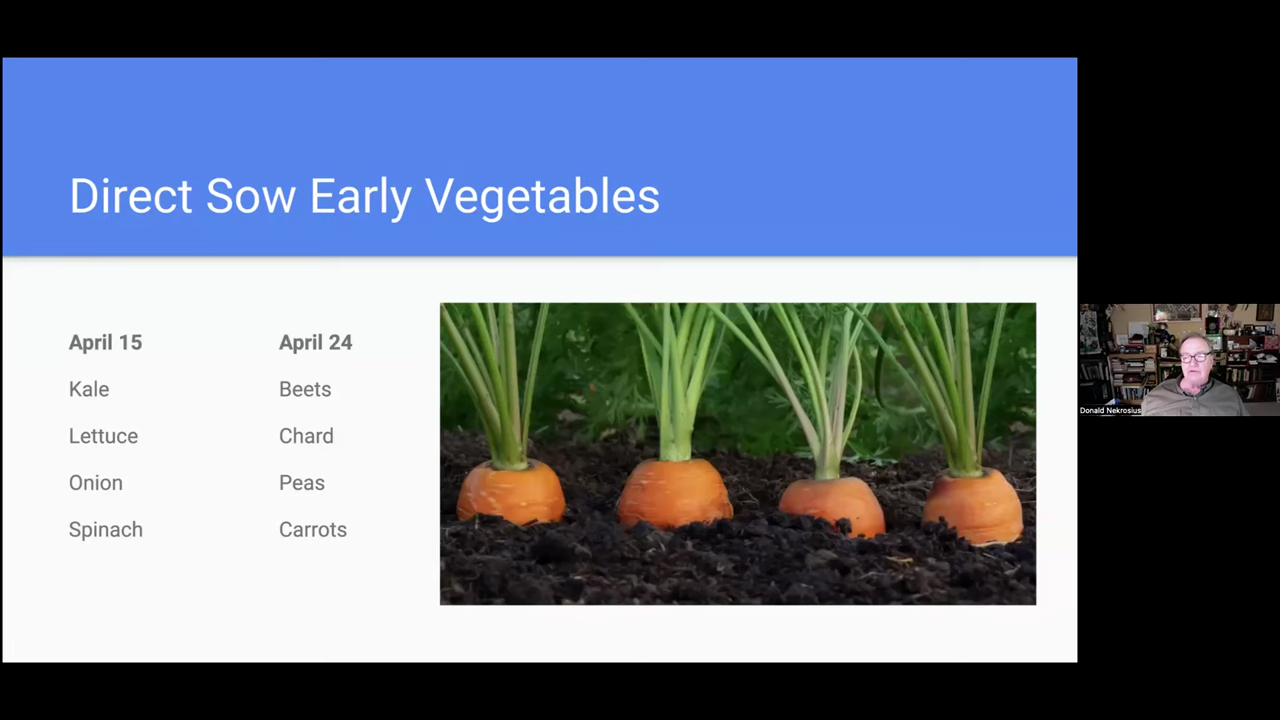 Direct Sow Early Vegetables
April 15
Kale
Lettuce
Onion
Spinach
April 24
Beets
Chard
Peas
Carrots
Donald Nekrosius